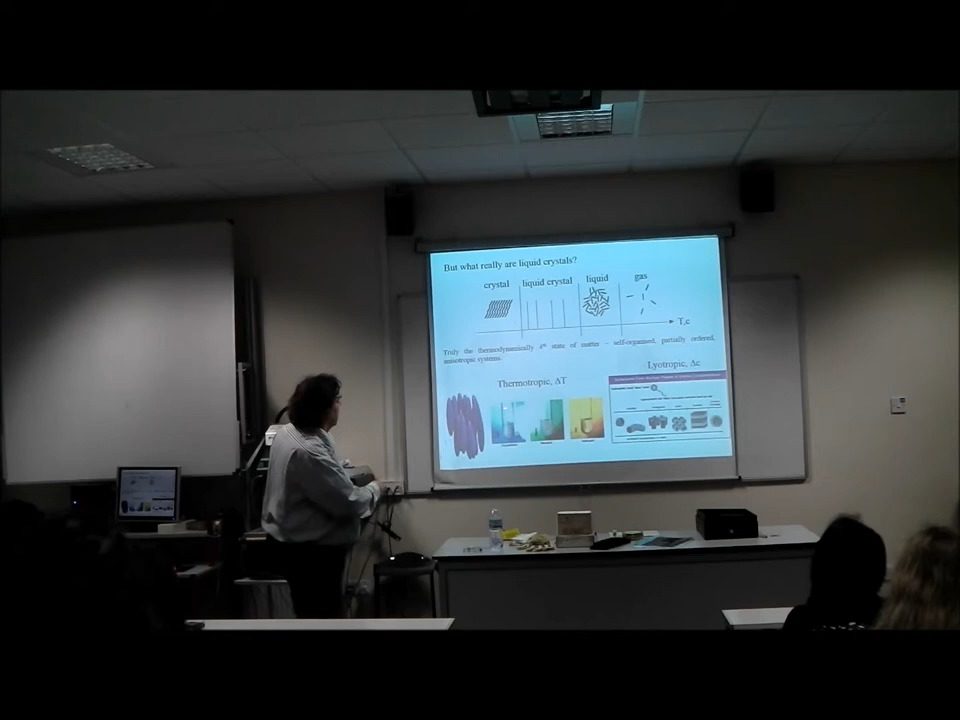 But what really are liquid crystals?
crystal liquid crystal liquid gas
T,c
Truly the thermodynamically 4th state of matter – self-organised, partially ordered,
anisotropic systems.
Thermotropic, ΔT
Lyotropic, Δc